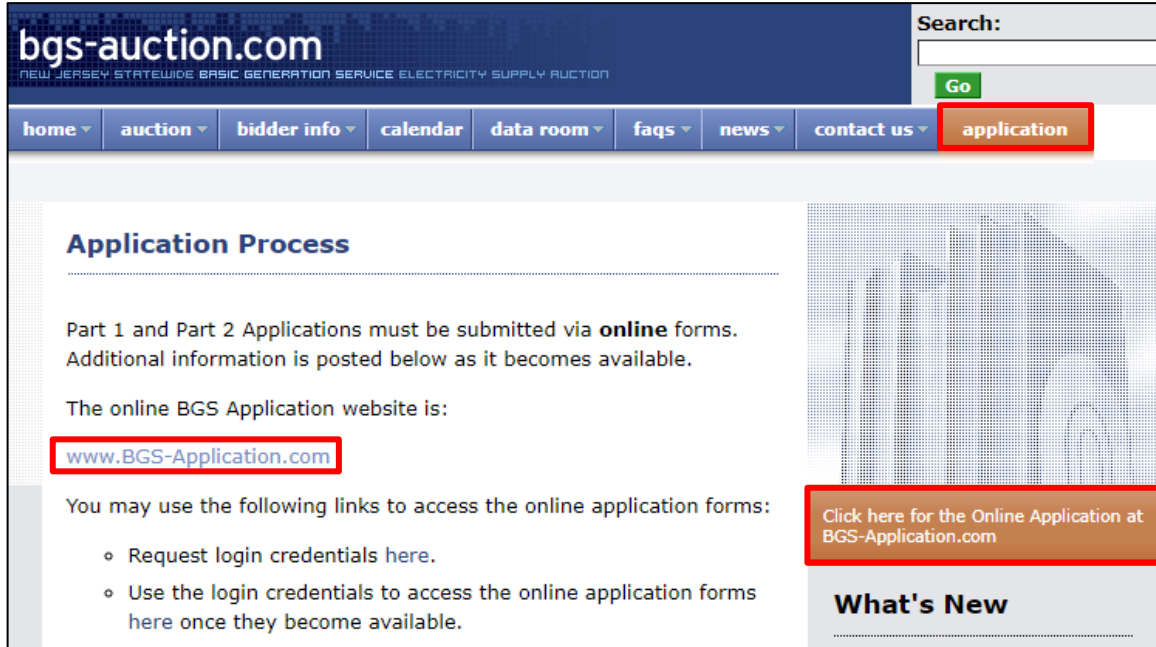 bgs-auction.com
NEW JERSEY STATEWIDE BASIC GENERATION SERVICE ELECTRICITY SUPPLY AUCTION
Search:
Go
home auction bidder info calendar data room faqs news contact us application
Application Process
Part 1 and Part 2 Applications must be submitted via online forms.
Additional information is posted below as it becomes available.
The online BGS Application website is:
www.BGS-Application.com
You may use the following links to access the online application forms:
Request login credentials here.
Use the login credentials to access the online application forms
here once they become available.
Click here for the Online Application at
BGS-Application.com
What's New